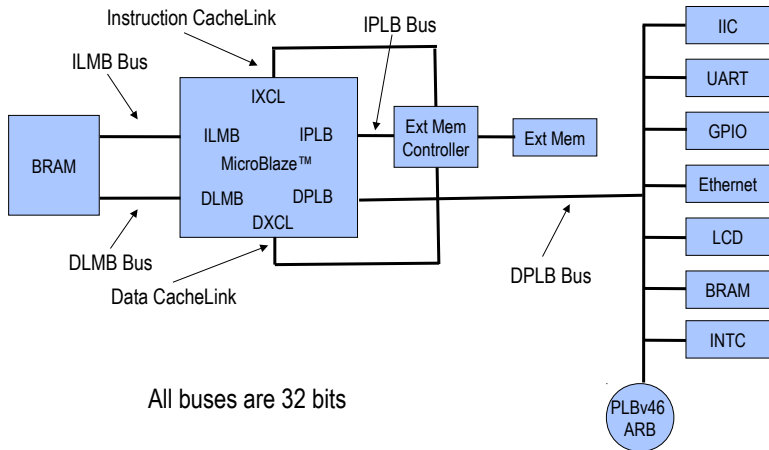 Instruction CacheLink
IPLB Bus
IIC
ILMB Bus
UART
IXCL
ILMB
IPLB
Ext Mem
Controller
Ext Mem
GPIO
BRAM
MicroBlaze™
DLMB
DPLB
Ethernet
DXCL
LCD
DLMB Bus
Data CacheLink
DPLB Bus
BRAM
INTC
All buses are 32 bits
PLBv46
ARB